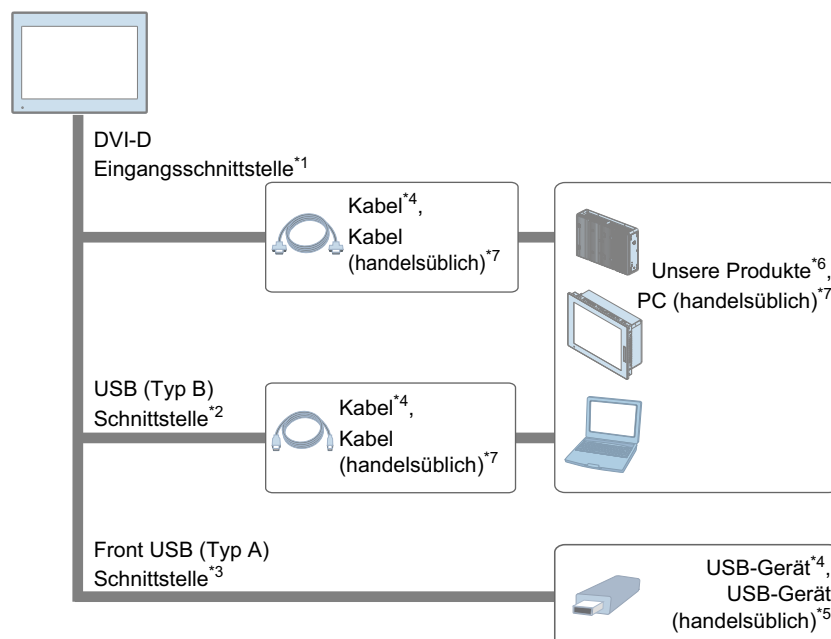 DVI-D
Eingangsschnittstelle*1
Kabel*4,
Kabel
(handelsüblich)*7
Unsere Produkte*6,
PC (handelsüblich)*7
USB (Typ B)
Schnittstelle*2
Kabel*4,
Kabel
(handelsüblich)*7
Front USB (Typ A)
Schnittstelle*3
USB-Gerät*4,
USB-Gerät
(handelsüblich)*5